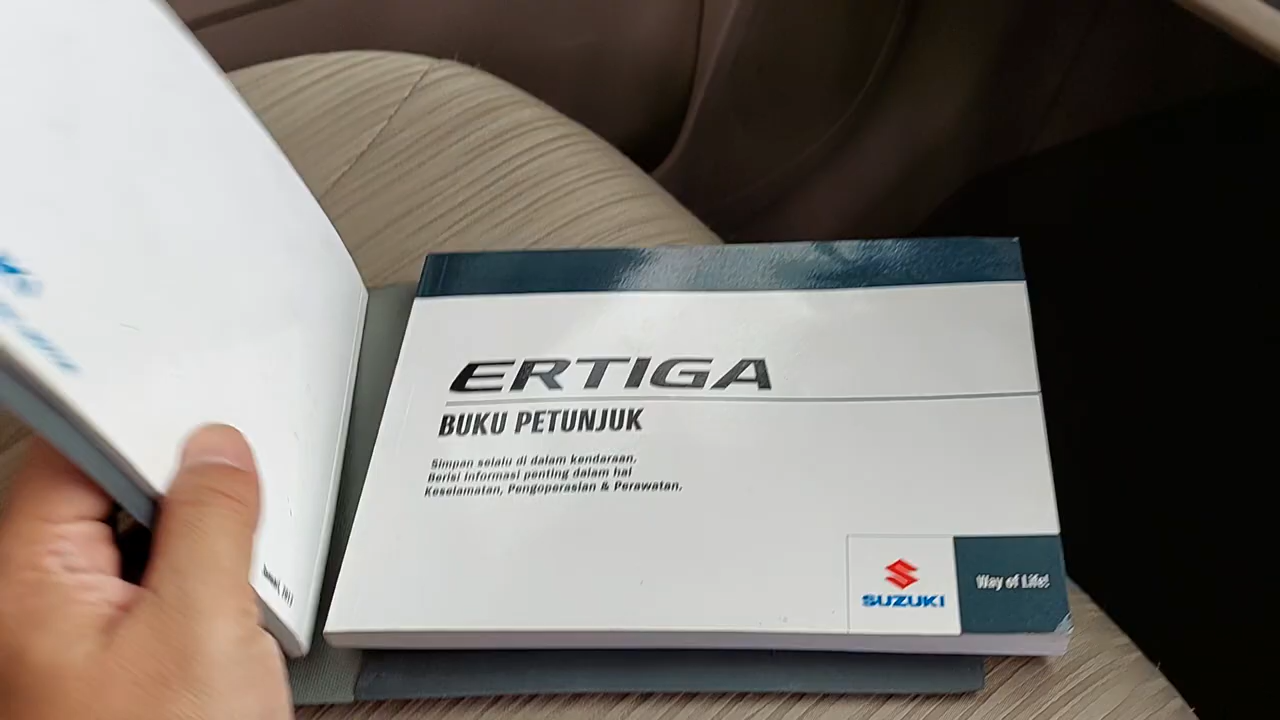 ERTIGA
BUKU PETUNJUK
Simpan selalu di dalam kendaraan,
Berisi informasi penting dalam hal
Keselamatan, Pengoperasian & Perawatan.
SUZUKI
Way of Life!